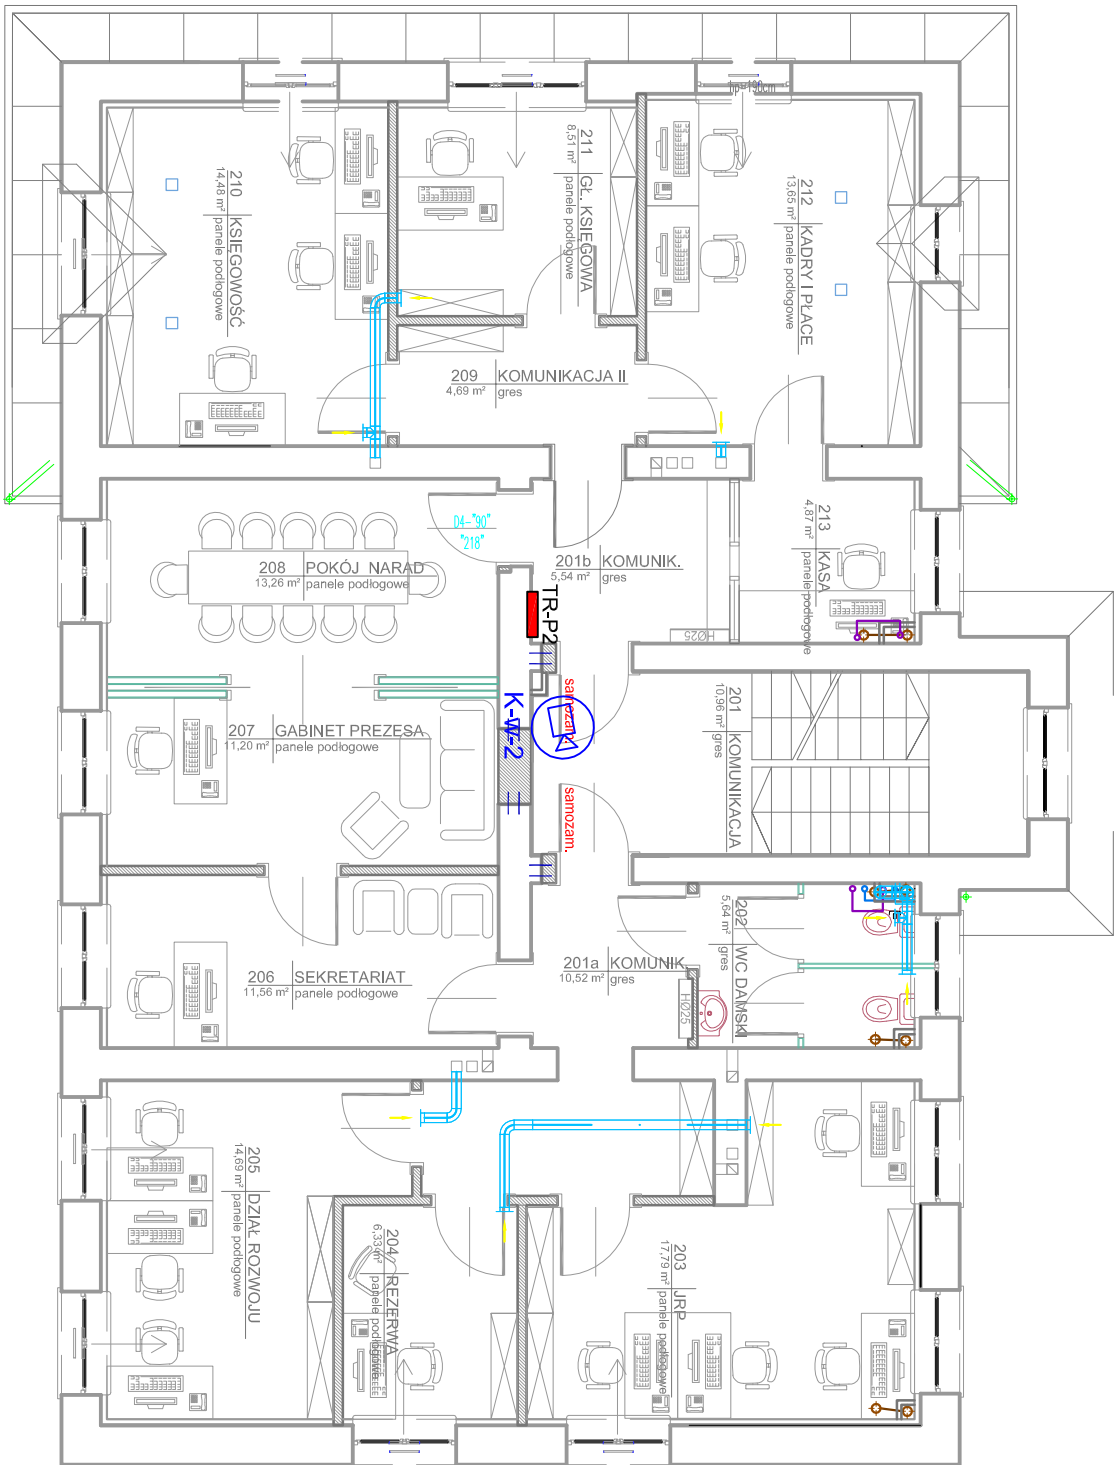 hp=190cm
210 KSIĘGOWOŚĆ
14,48 m² panele podłogowe
211 GŁ. KSIĘGOWA
8,51 m² panele podłogowe
212 KADRY I PŁACE
13,65 m² panele podłogowe
209 KOMUNIKACJA II
4,69 m² gres
D4-"90"
"218"
208 POKÓJ NARAD
13,26 m² panele podłogowe
201b KOMUNIK.
5,54 m² gres
213 KASA
4,87 m² panele podłogowe
TR-P2
HØ25
samozam.
K-W-2
201 KOMUNIKACJA
10,96 m² gres
207 GABINET PREZESA
11,20 m² panele podłogowe
samozam.
202 WC DAMSKI
5,64 m² gres
206 SEKRETARIAT
11,56 m² panele podłogowe
201a KOMUNIK.
10,52 m² gres
HØ25
205 DZIAŁ ROZWOJU
14,69 m² panele podłogowe
204 REZERWA
6,33 m² panele podłogowe
203 JRP
17,79 m² panele podłogowe